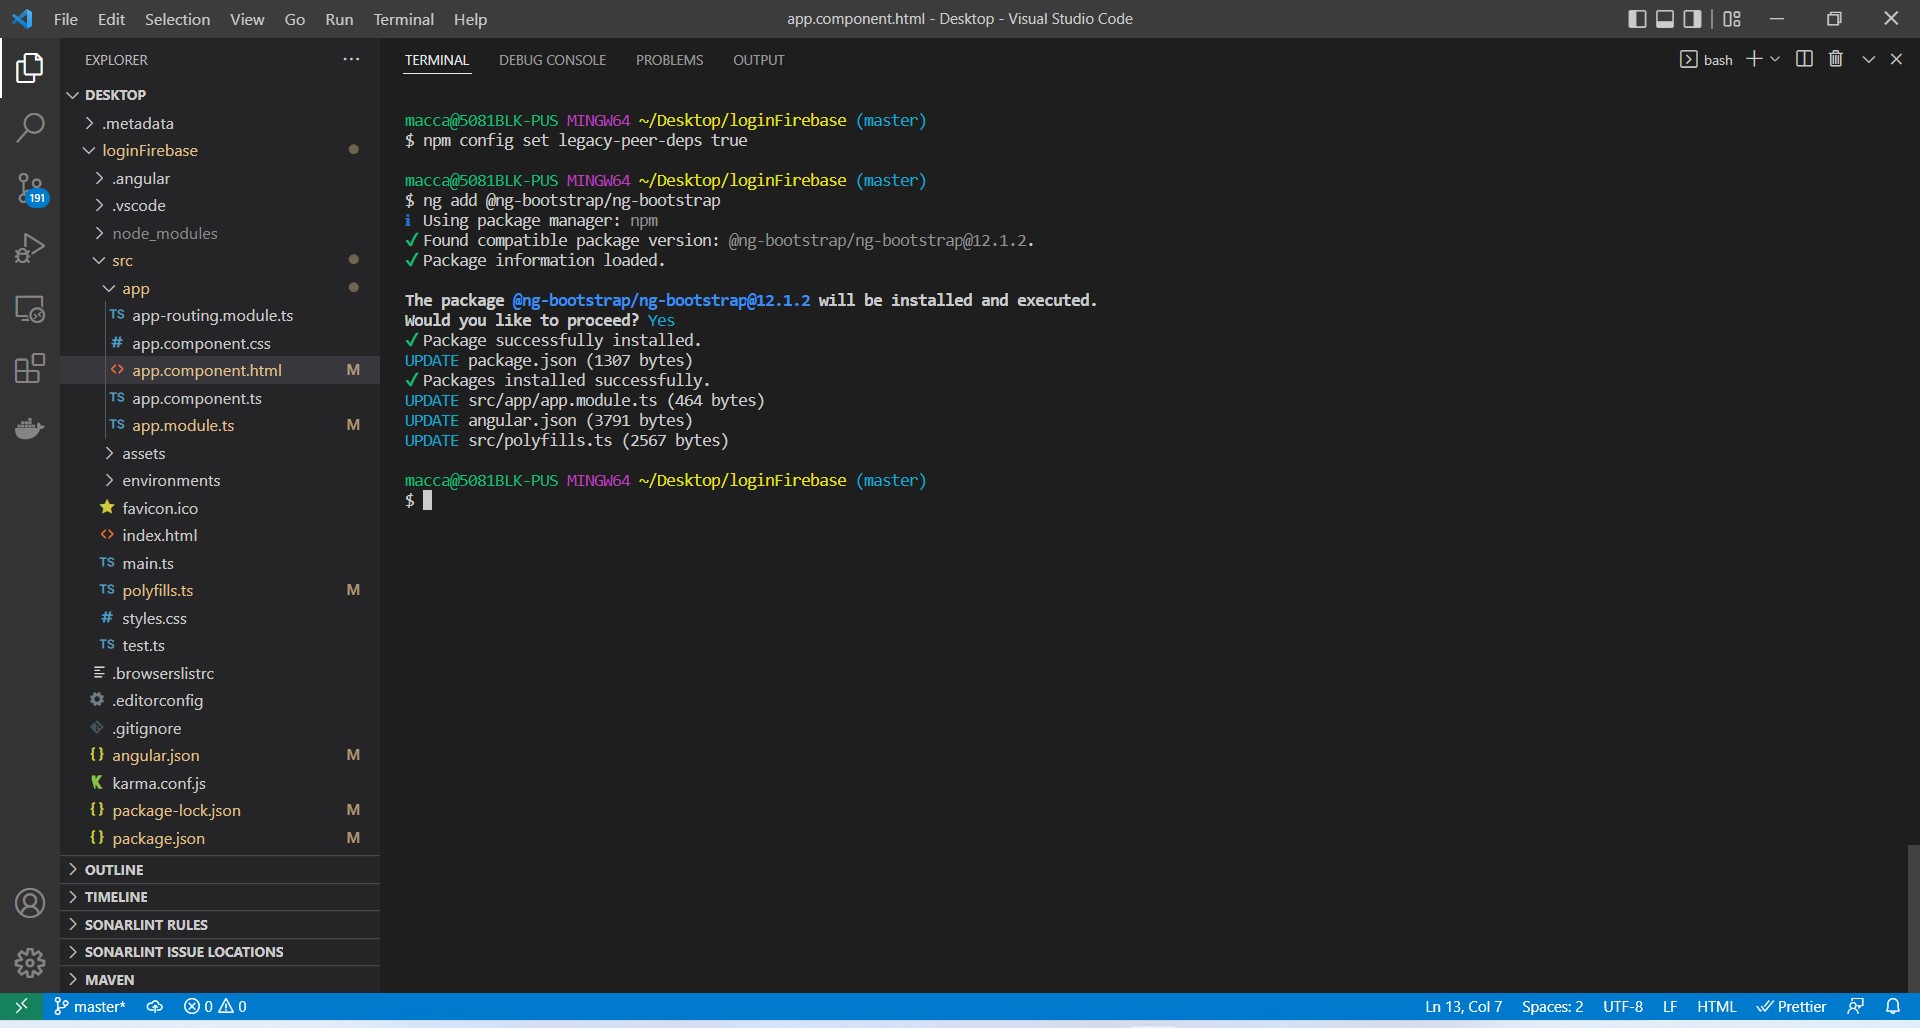 File Edit Selection View Go Run Terminal Help
app.component.html - Desktop - Visual Studio Code
EXPLORER
DESKTOP
.metadata
loginFirebase
.angular
.vscode
node_modules
src
app
TS app-routing.module.ts
# app.component.css
<> app.component.html M
TS app.component.ts
TS app.module.ts M
assets
environments
favicon.ico
<> index.html
TS main.ts
TS polyfills.ts M
# styles.css
TS test.ts
.browserslistrc
.editorconfig
.gitignore
{} angular.json M
K karma.conf.js
{} package-lock.json M
{} package.json M
OUTLINE
TIMELINE
SONARLINT RULES
SONARLINT ISSUE LOCATIONS
MAVEN
191
TERMINAL DEBUG CONSOLE PROBLEMS OUTPUT
bash
macca@5081BLK-PUS MINGW64 ~/Desktop/loginFirebase (master)
$ npm config set legacy-peer-deps true
macca@5081BLK-PUS MINGW64 ~/Desktop/loginFirebase (master)
$ ng add @ng-bootstrap/ng-bootstrap
ℹ Using package manager: npm
✓ Found compatible package version: @ng-bootstrap/ng-bootstrap@12.1.2.
✓ Package information loaded.
The package @ng-bootstrap/ng-bootstrap@12.1.2 will be installed and executed.
Would you like to proceed? Yes
✓ Package successfully installed.
UPDATE package.json (1307 bytes)
✓ Packages installed successfully.
UPDATE src/app/app.module.ts (464 bytes)
UPDATE angular.json (3791 bytes)
UPDATE src/polyfills.ts (2567 bytes)
macca@5081BLK-PUS MINGW64 ~/Desktop/loginFirebase (master)
$
master* 0 0
Ln 13, Col 7 Spaces: 2 UTF-8 LF HTML Prettier